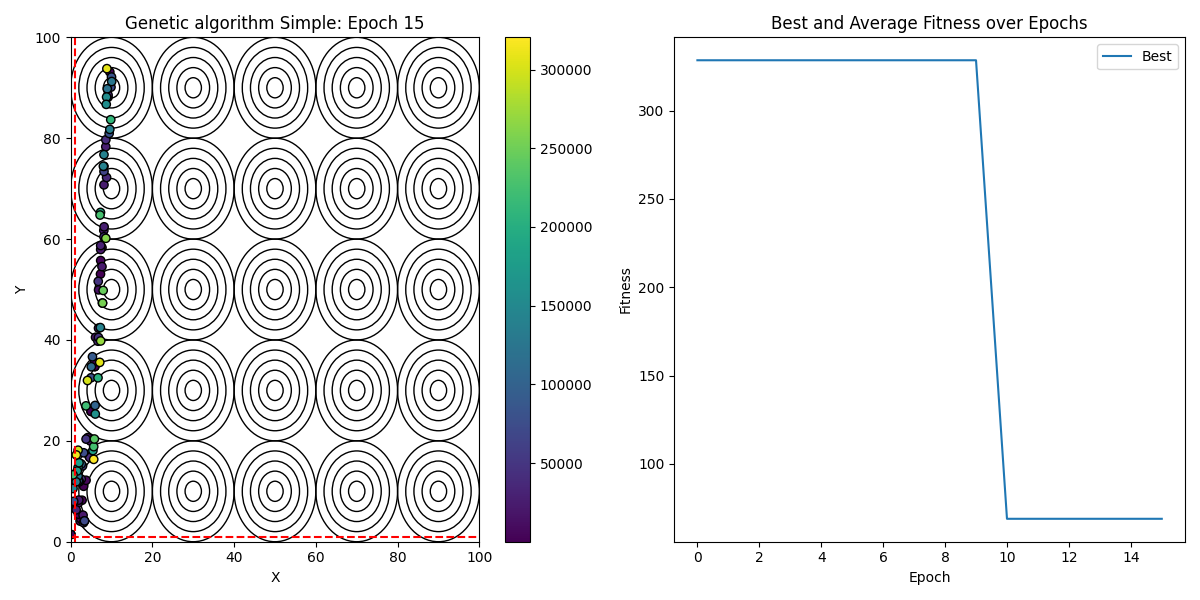 Genetic algorithm Simple: Epoch 15
100
80
60
40
20
0
Y
0 20 40 60 80 100
X
300000
250000
200000
150000
100000
50000
Best and Average Fitness over Epochs
Best
300
250
200
150
100
Fitness
0 2 4 6 8 10 12 14
Epoch